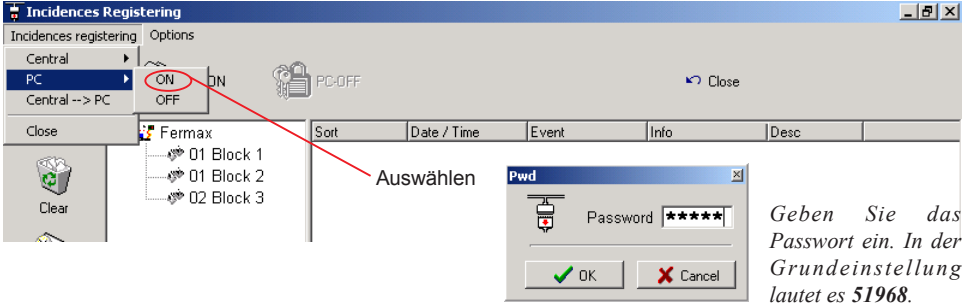 Incidences Registering
Incidences registering Options
Central
PC
Central --> PC
Close
ON
OFF
ON
PC-OFF
Close
Clear
Fermax
01 Block 1
01 Block 2
02 Block 3
Sort Date / Time Event Info Desc
Auswählen
Pwd
Password *****
OK Cancel
Geben Sie das
Passwort ein. In der
Grundeinstellung
lautet es 51968.